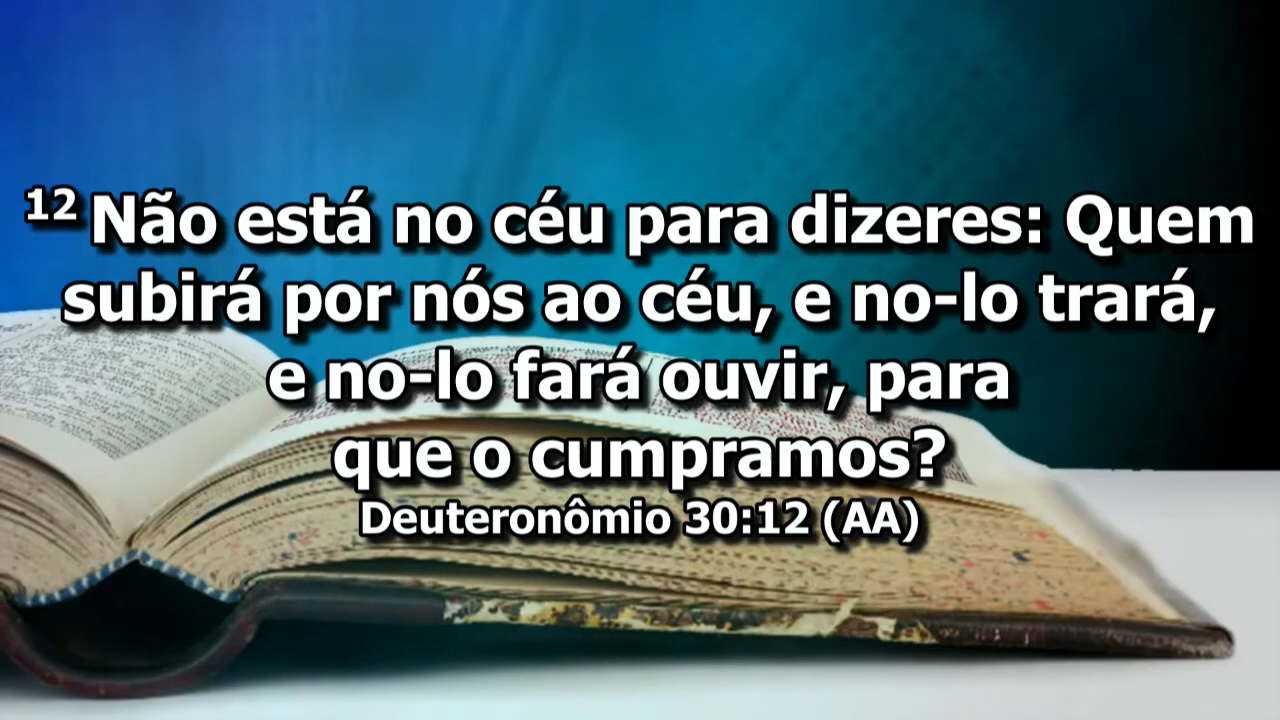 12 Não está no céu para dizeres: Quem
subirá por nós ao céu, e no-lo trará,
e no-lo fará ouvir, para
que o cumpramos?
Deuteronômio 30:12 (AA)